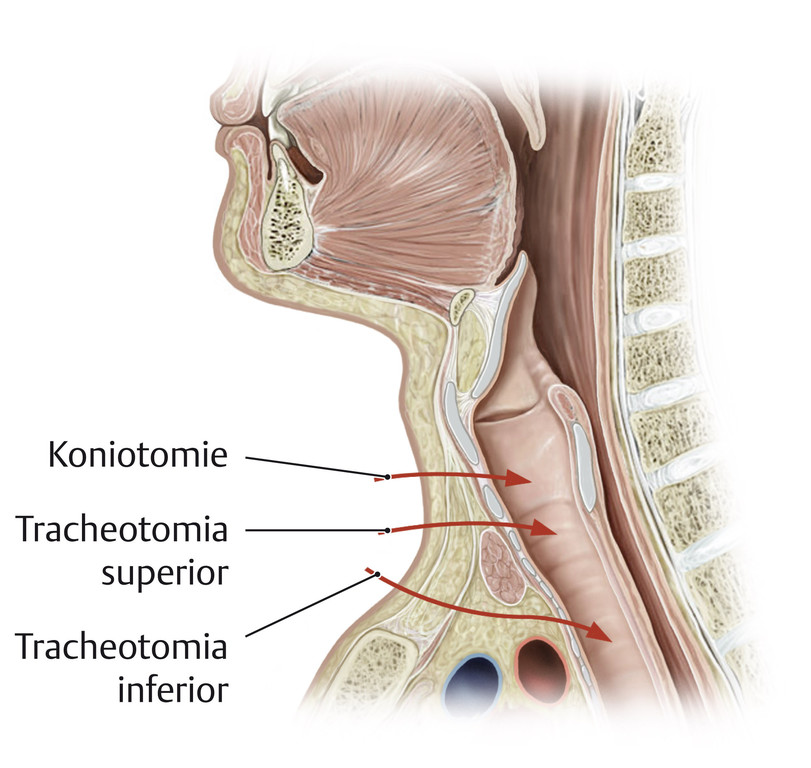 Koniotomie
Tracheotomia
superior
Tracheotomia
inferior